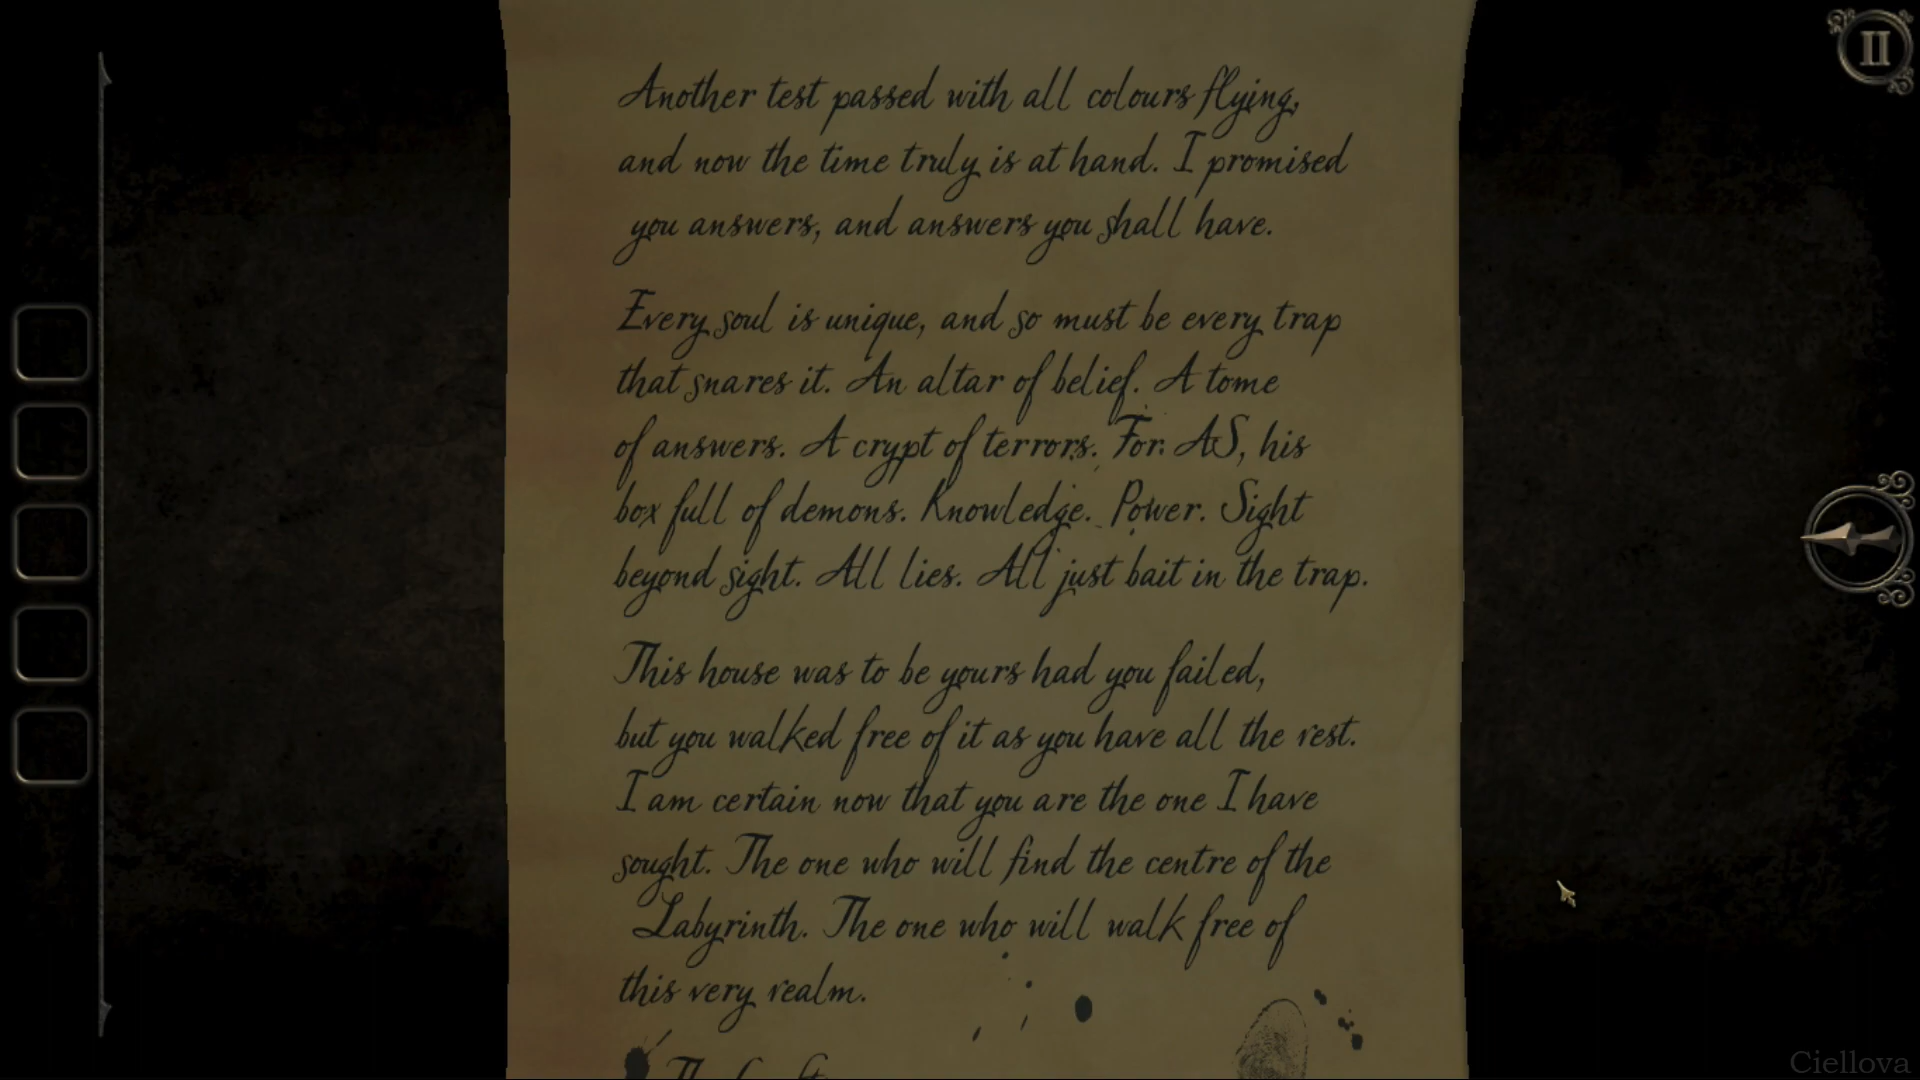 Another test passed with all colours flying,
and now the time truly is at hand. I promised
you answers, and answers you shall have.
Every soul is unique, and so must be every trap
that snares it. An altar of belief. A tome
of answers. A crypt of terrors. For AS, his
box full of demons. Knowledge. Power. Sight
beyond sight. All lies. All just bait in the trap.
This house was to be yours had you failed,
but you walked free of it as you have all the rest.
I am certain now that you are the one I have
sought. The one who will find the centre of the
Labyrinth. The one who will walk free of
this very realm.
Ciellova